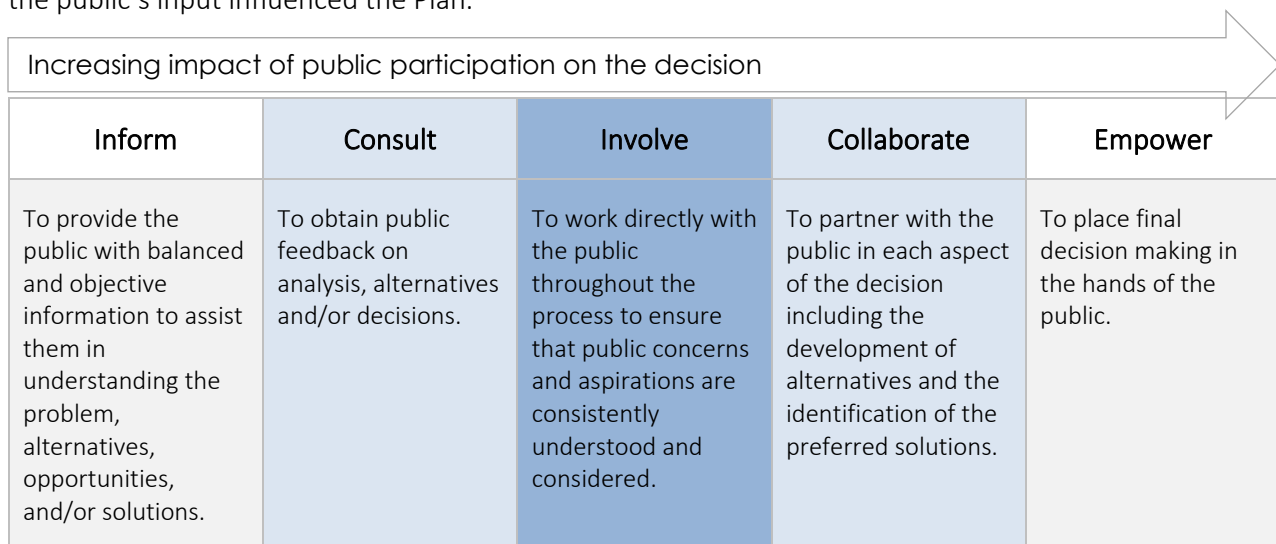 the public's input influenced the Plan.
Increasing impact of public participation on the decision
Inform
Consult
Involve
Collaborate
Empower
To provide the
public with balanced
and objective
information to assist
them in
understanding the
problem,
alternatives,
opportunities,
and/or solutions.
To obtain public
feedback on
analysis, alternatives
and/or decisions.
To work directly with
the public
throughout the
process to ensure
that public concerns
and aspirations are
consistently
understood and
considered.
To partner with the
public in each aspect
of the decision
including the
development of
alternatives and the
identification of the
preferred solutions.
To place final
decision making in
the hands of the
public.